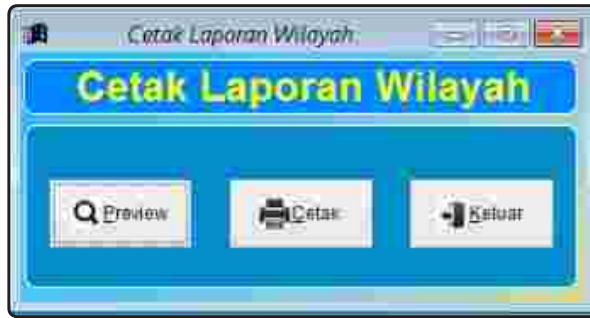 Cetak Laporan Wilayah
Cetak Laporan Wilayah
Preview
Cetak
Keluar